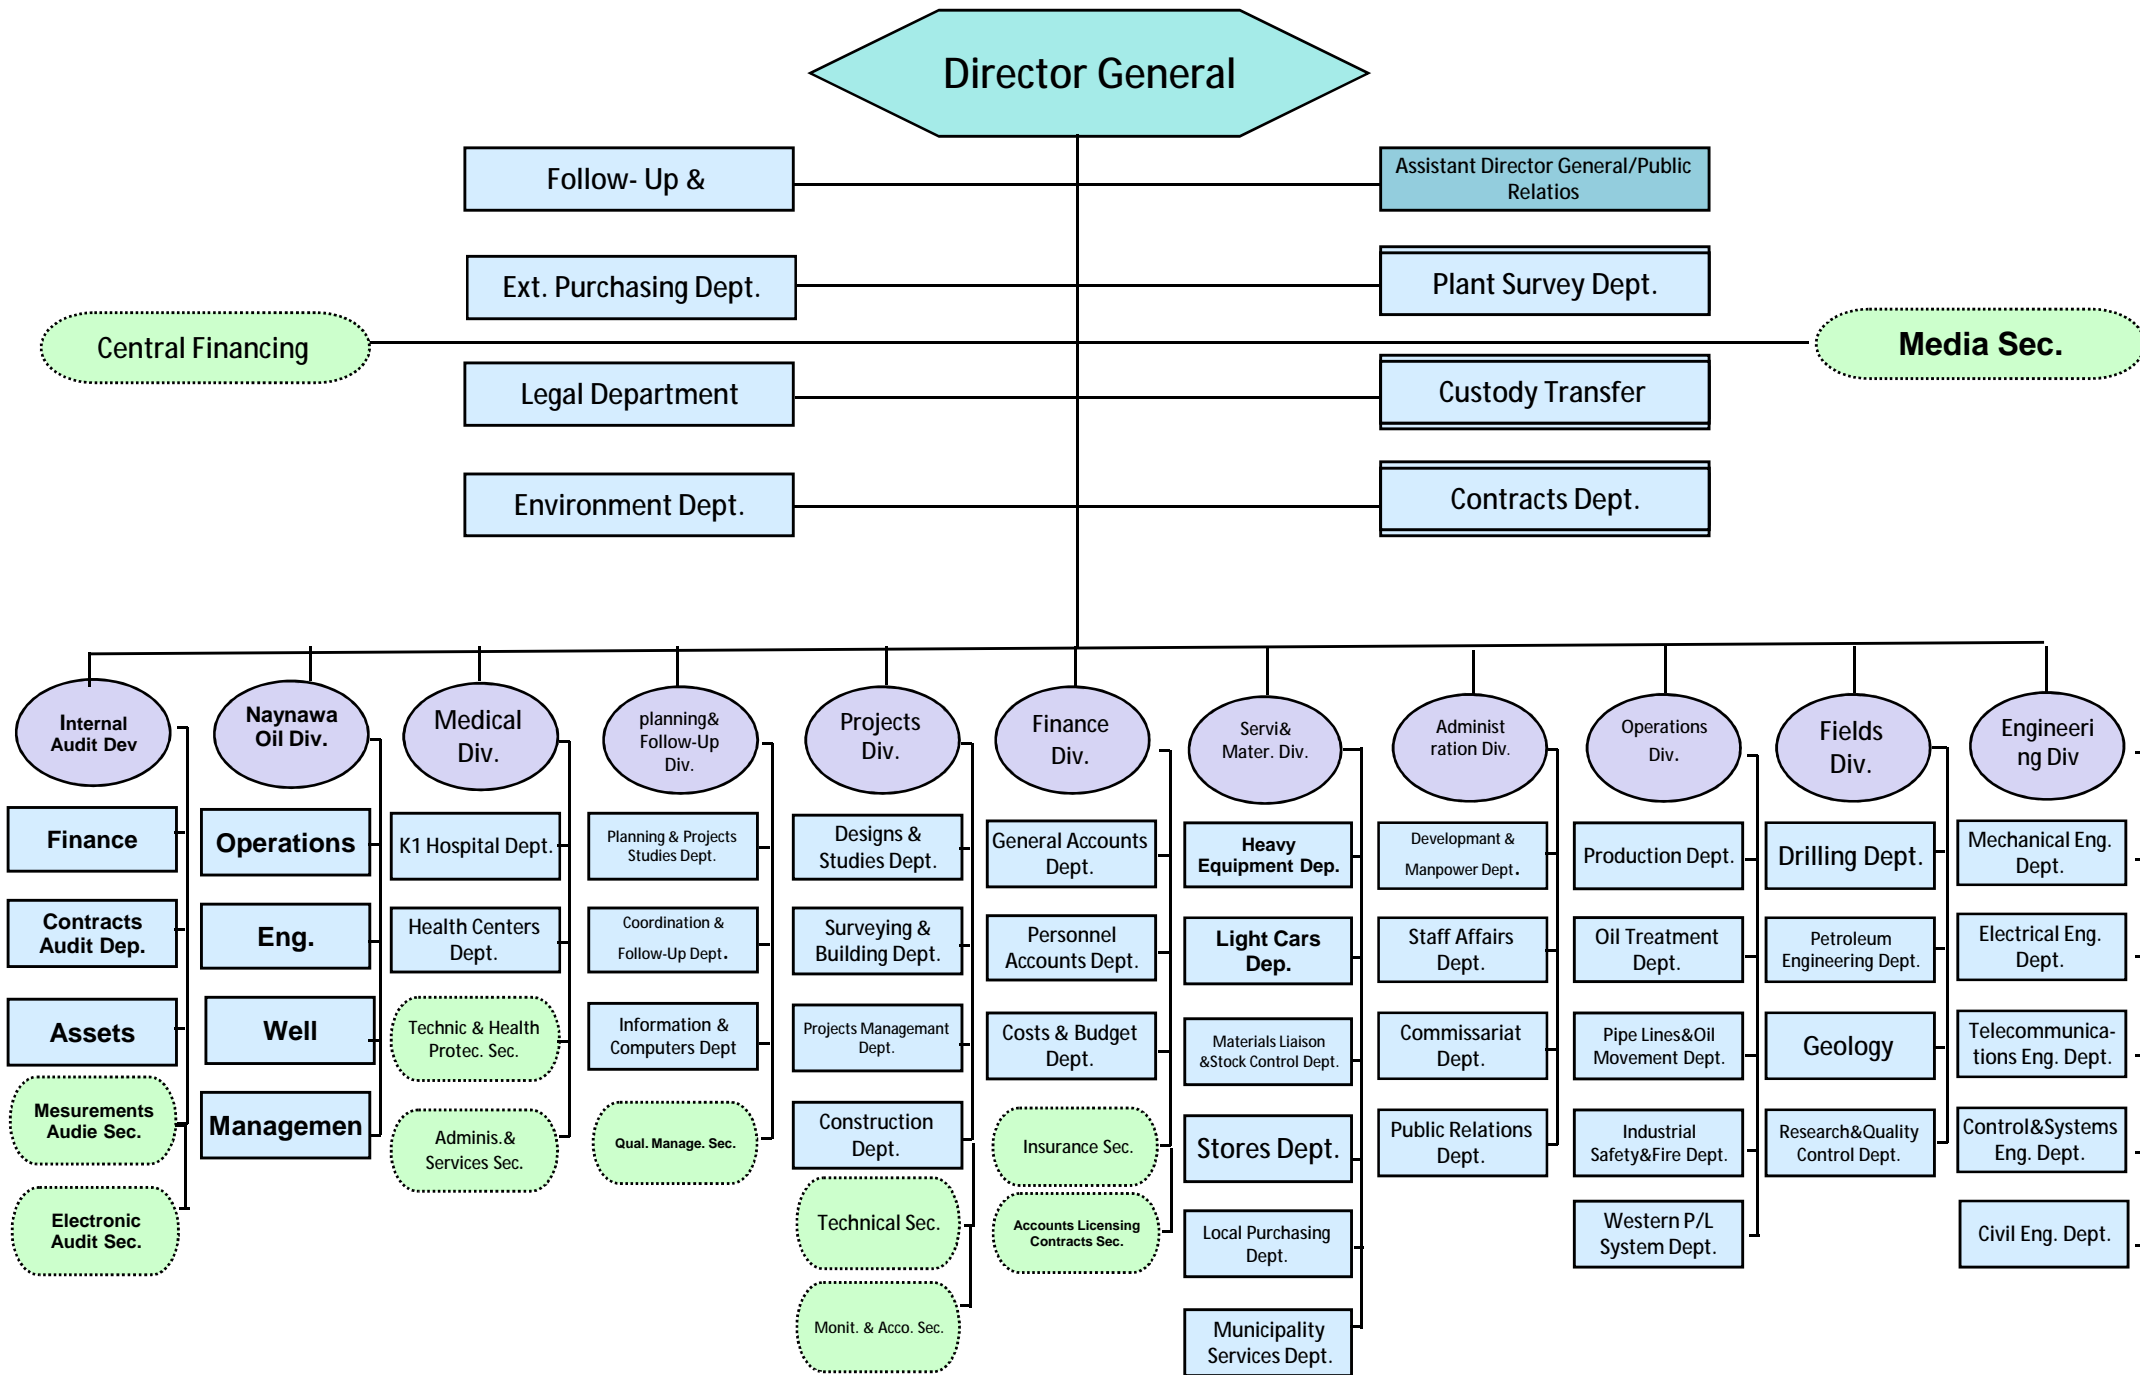 Director General
Follow- Up &
Assistant Director General/Public
Relatios
Ext. Purchasing Dept.
Plant Survey Dept.
Central Financing
Media Sec.
Legal Department
Custody Transfer
Environment Dept.
Contracts Dept.
Internal
Audit Dev
Naynawa
Oil Div.
Medical
Div.
planning&
Follow-Up
Div.
Projects
Div.
Finance
Div.
Servi&
Mater. Div.
Administ
ration Div.
Operations
Div.
Fields
Div.
Engineeri
ng Div
Finance
Contracts
Audit Dep.
Assets
Mesurements
Audie Sec.
Electronic
Audit Sec.
Operations
Eng.
Well
Managemen
K1 Hospital Dept.
Health Centers
Dept.
Technic & Health
Protec. Sec.
Adminis.&
Services Sec.
Planning & Projects
Studies Dept.
Coordination &
Follow-Up Dept.
Information &
Computers Dept
Qual. Manage. Sec.
Designs &
Studies Dept.
Surveying &
Building Dept.
Projects Managemant
Dept.
Construction
Dept.
Technical Sec.
Monit. & Acco. Sec.
General Accounts
Dept.
Personnel
Accounts Dept.
Costs & Budget
Dept.
Insurance Sec.
Accounts Licensing
Contracts Sec.
Heavy
Equipment Dep.
Light Cars
Dep.
Materials Liaison
&Stock Control Dept.
Stores Dept.
Local Purchasing
Dept.
Municipality
Services Dept.
Development &
Manpower Dept.
Staff Affairs
Dept.
Commissariat
Dept.
Public Relations
Dept.
Production Dept.
Oil Treatment
Dept.
Pipe Lines&Oil
Movement Dept.
Industrial
Safety&Fire Dept.
Western P/L
System Dept.
Drilling Dept.
Petroleum
Engineering Dept.
Geology
Research&Quality
Control Dept.
Mechanical Eng.
Dept.
Electrical Eng.
Dept.
Telecommunica-
tions Eng. Dept.
Control&Systems
Eng. Dept.
Civil Eng. Dept.